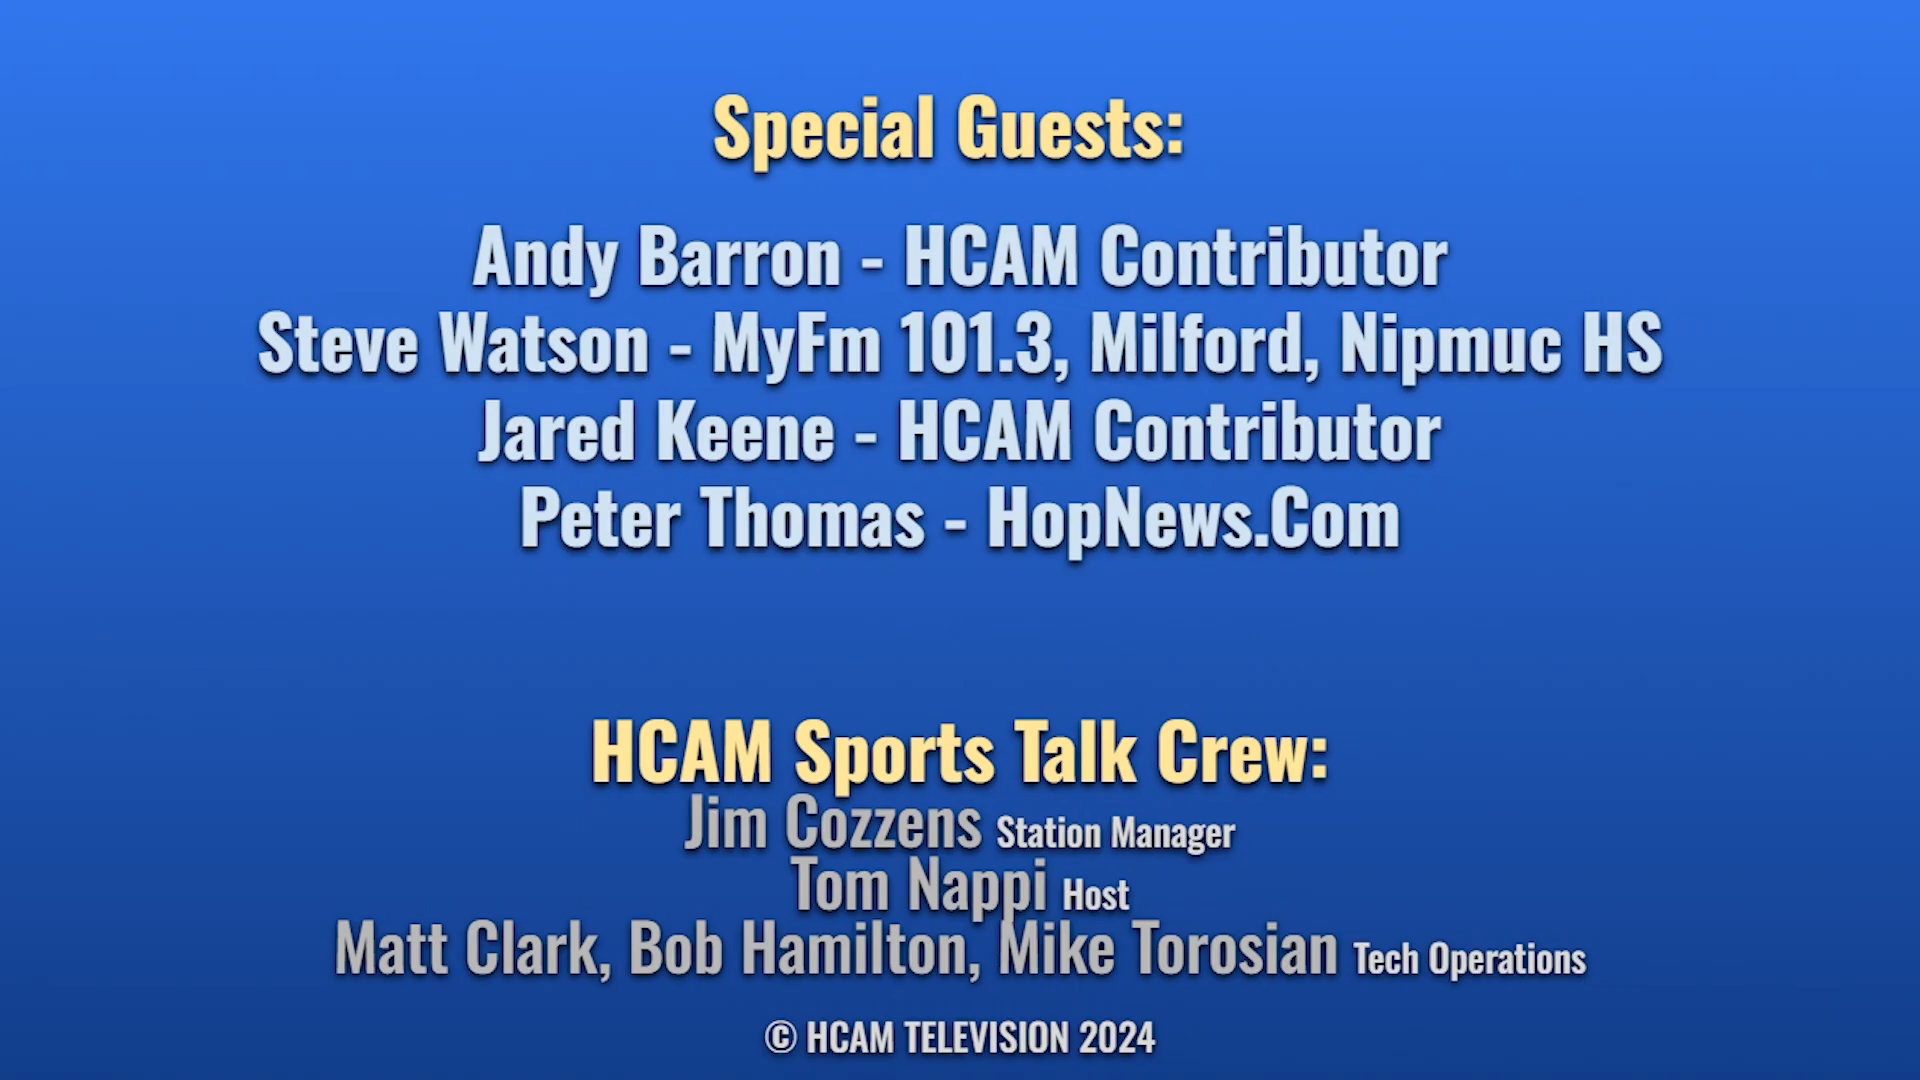 Special Guests:
Andy Barron - HCAM Contributor
Steve Watson - MyFm 101.3, Milford, Nipmuc HS
Jared Keene - HCAM Contributor
Peter Thomas - HopNews.Com
HCAM Sports Talk Crew:
Jim Cozzens Station Manager
Tom Nappi Host
Matt Clark, Bob Hamilton, Mike Torosian Tech Operations
© HCAM TELEVISION 2024